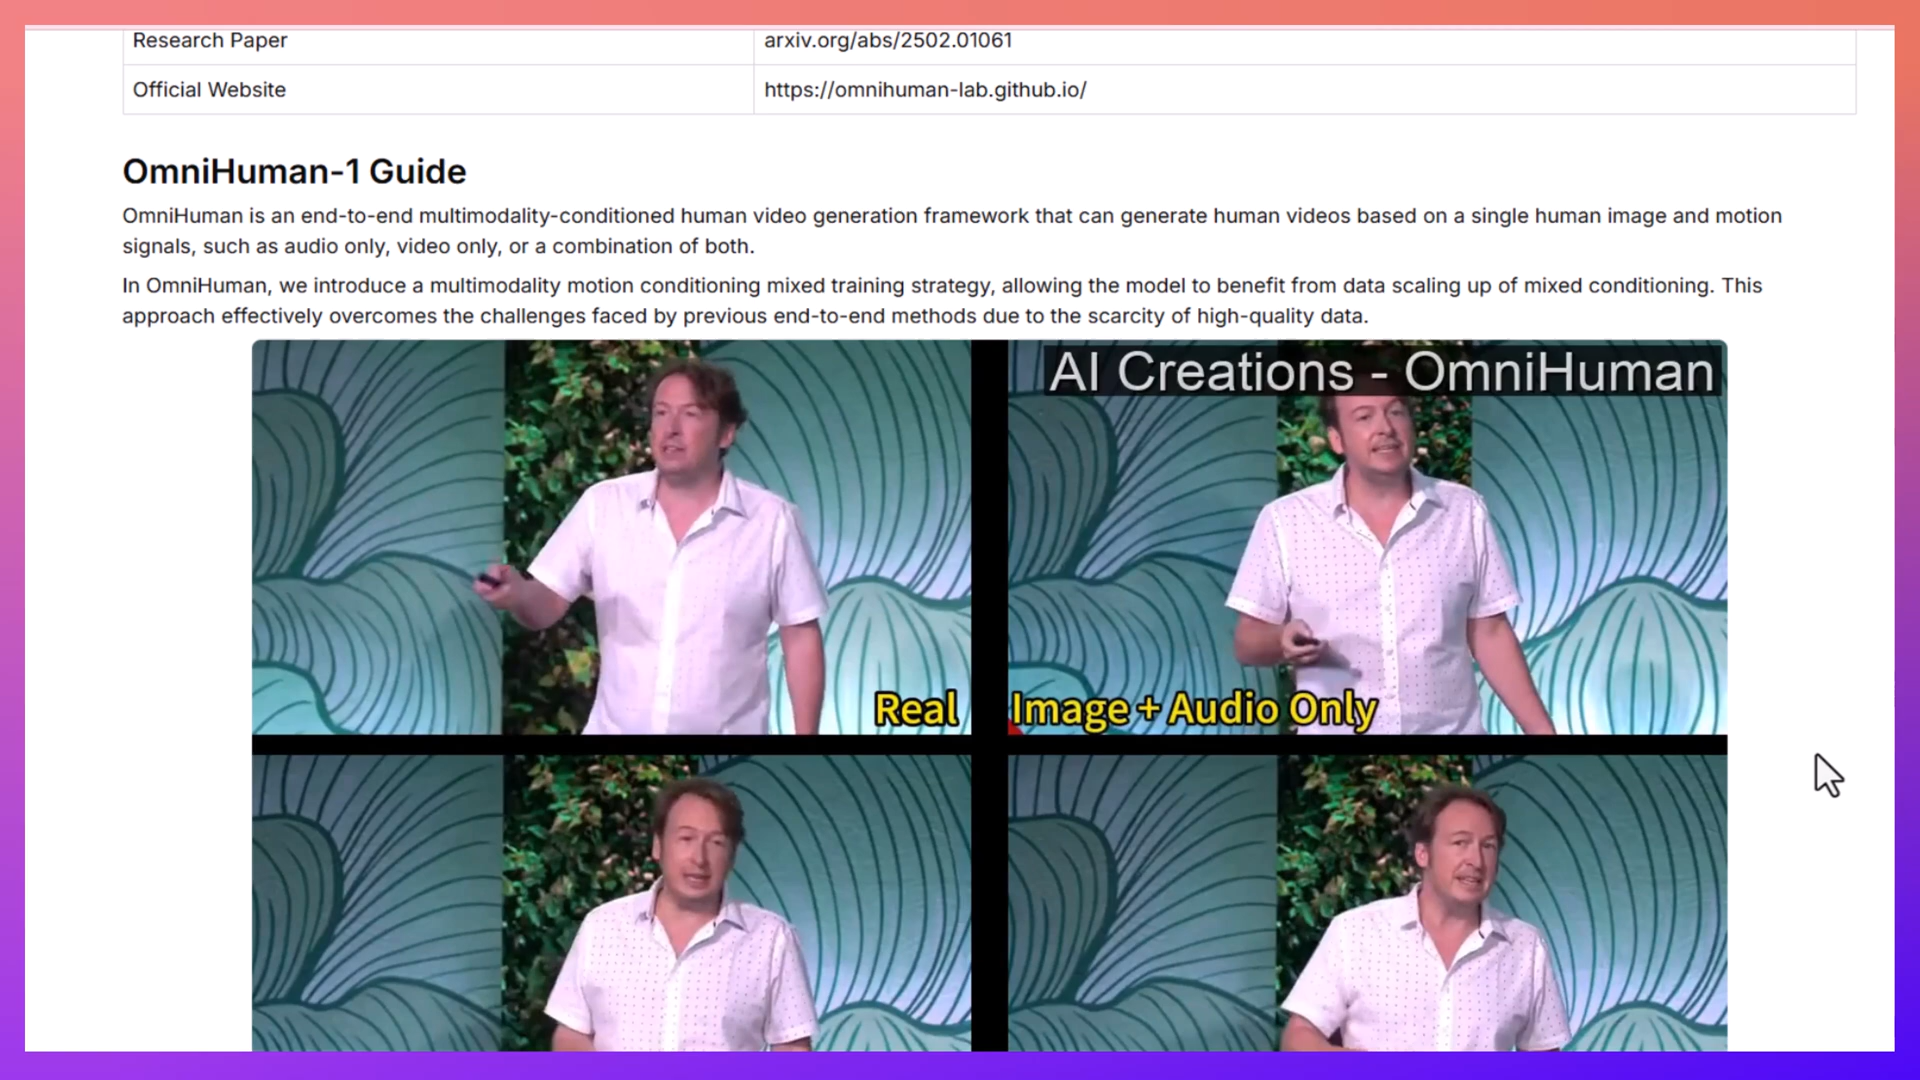 Research Paper
arxiv.org/abs/2502.01061
Official Website
https://omnihuman-lab.github.io/
OmniHuman-1 Guide
OmniHuman is an end-to-end multimodality-conditioned human video generation framework that can generate human videos based on a single human image and motion
signals, such as audio only, video only, or a combination of both.
In OmniHuman, we introduce a multimodality motion conditioning mixed training strategy, allowing the model to benefit from data scaling up of mixed conditioning. This
approach effectively overcomes the challenges faced by previous end-to-end methods due to the scarcity of high-quality data.
AI Creations - OmniHuman
Real
Image + Audio Only